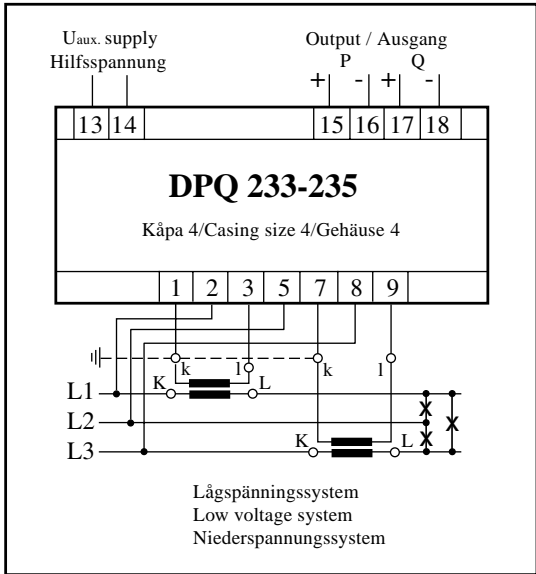 Uaux. supply
Hilfsspannung
Output / Ausgang
P Q
+ - + -
13 14 15 16 17 18
DPQ 233-235
Kåpa 4/Casing size 4/Gehäuse 4
1 2 3 5 7 8 9
k l k l
L1 K L
L2
L3 K L
Lågspänningssystem
Low voltage system
Niederspannungssystem